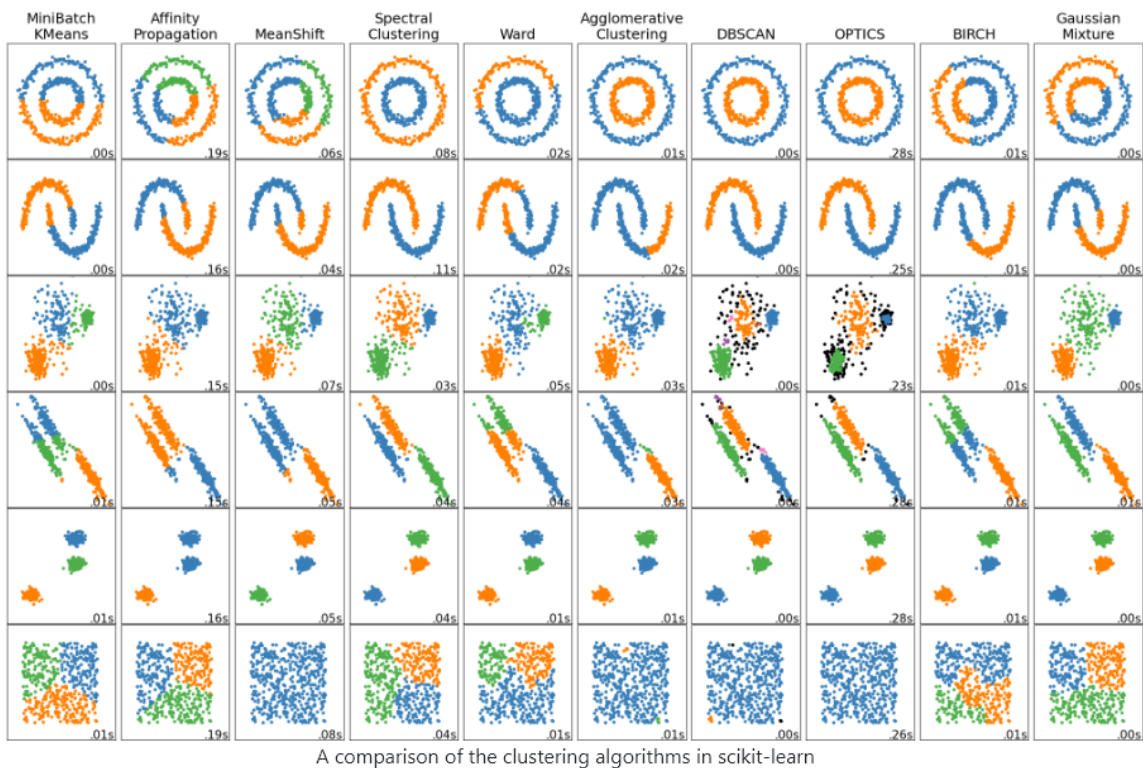 MiniBatch
KMeans
Affinity
Propagation
MeanShift
Spectral
Clustering
Ward
Agglomerative
Clustering
DBSCAN
OPTICS
BIRCH
Gaussian
Mixture
.00s
.19s
.06s
.08s
.02s
.01s
.00s
.28s
.01s
.00s
.00s
.16s
.04s
.11s
.02s
.02s
.00s
.25s
.01s
.00s
.00s
.15s
.07s
.03s
.05s
.03s
.00s
.23s
.01s
.00s
.01s
.15s
.05s
.04s
.04s
.03s
.00s
.28s
.01s
.01s
.01s
.16s
.05s
.04s
.01s
.01s
.00s
.28s
.01s
.00s
.01s
.19s
.08s
.04s
.04s
.01s
.00s
.26s
.01s
.00s
A comparison of the clustering algorithms in scikit-learn